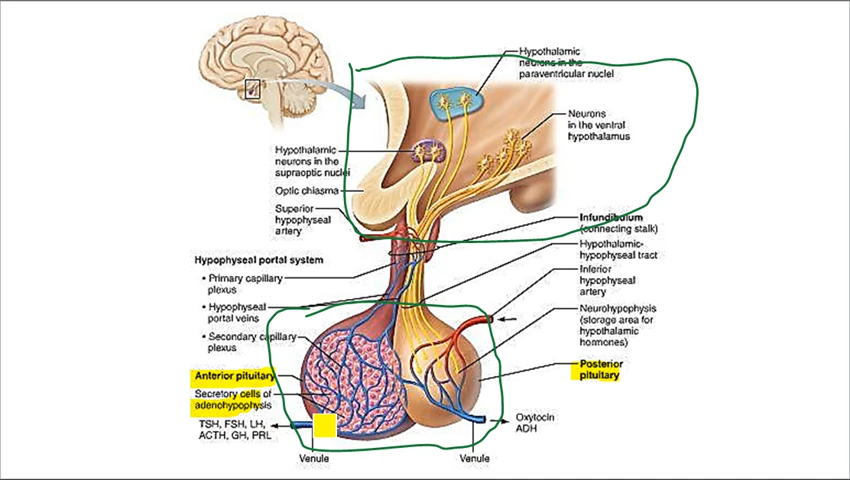 Hypothalamic
neurons in the
paraventricular nuclei
Neurons
in the ventral
hypothalamus
Hypothalamic
neurons in the
supraoptic nuclei
Optic chiasma
Superior
hypophyseal
artery
Infundibulum
(connecting stalk)
Hypothalamic-
hypophyseal tract
Hypophyseal portal system
• Primary capillary
plexus
• Hypophyseal
portal veins
• Secondary capillary
plexus
Inferior
hypophyseal
artery
Neurohypophysis
(storage area for
hypothalamic
hormones)
Anterior pituitary
Secretory cells of
adenohypophysis
Posterior
pituitary
TSH, FSH, LH,
ACTH, GH, PRL
Oxytocin
ADH
Venule
Venule